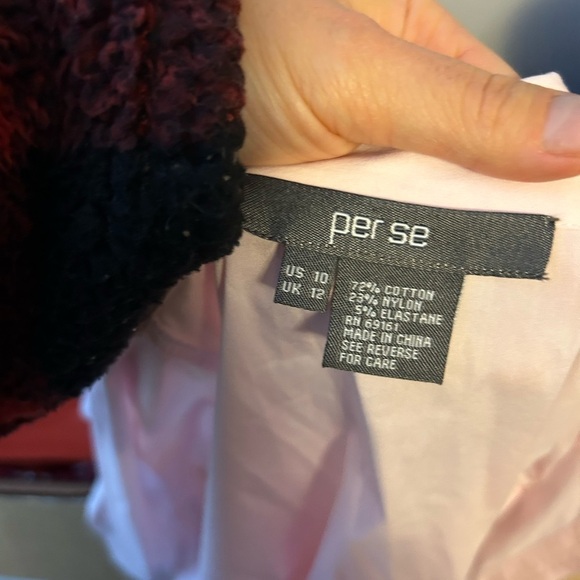 per se
US 10
UK 12
72% COTTON
23% NYLON
5% ELASTANE
RN 69161
MADE IN CHINA
SEE REVERSE
FOR CARE